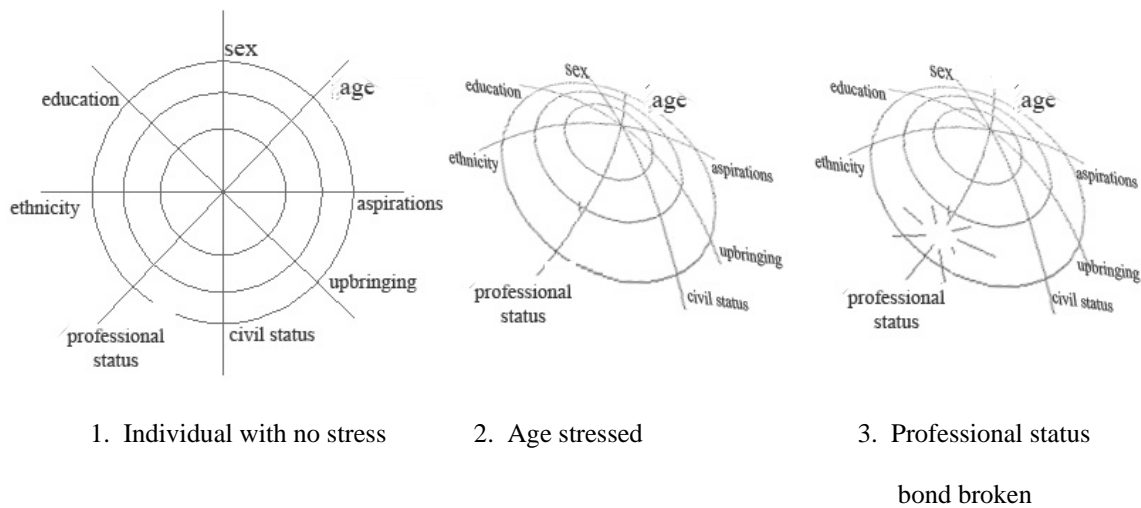 sex
age
education
ethnicity
aspirations
upbringing
professional
status
civil status
sex
age
education
ethnicity
aspirations
upbringing
professional
status
civil status
sex
age
education
ethnicity
aspirations
upbringing
professional
status
civil status
1. Individual with no stress
2. Age stressed
3. Professional status
bond broken